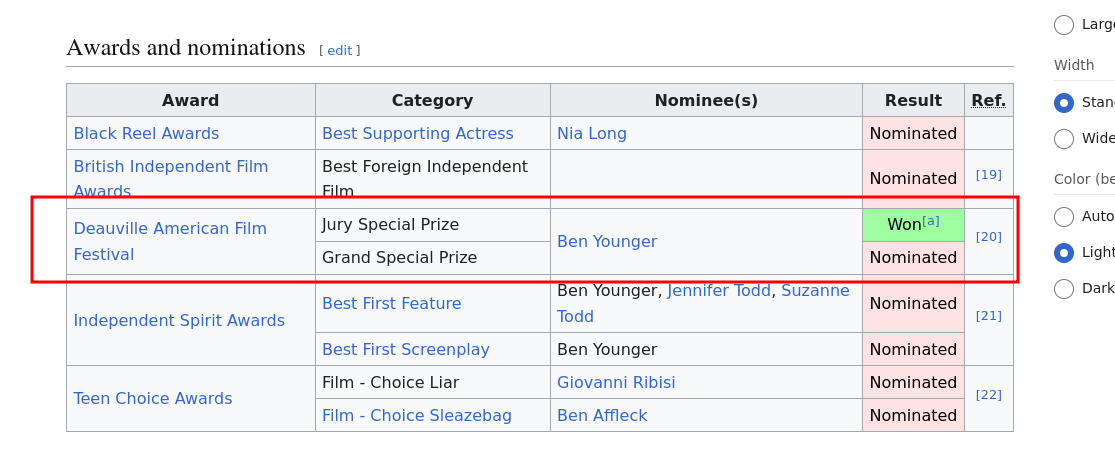 Awards and nominations [ edit ]
Award Category Nominee(s) Result Ref.
Black Reel Awards Best Supporting Actress Nia Long Nominated
British Independent Film Awards Best Foreign Independent Film Nominated [19]
Deauville American Film Festival Jury Special Prize Ben Younger Won[a] [20]
Grand Special Prize Nominated
Independent Spirit Awards Best First Feature Ben Younger, Jennifer Todd, Suzanne Todd Nominated [21]
Best First Screenplay Ben Younger Nominated
Teen Choice Awards Film - Choice Liar Giovanni Ribisi Nominated [22]
Film - Choice Sleazebag Ben Affleck Nominated
Large
Width
Stan
Wide
Color (be
Auto
Light
Dark